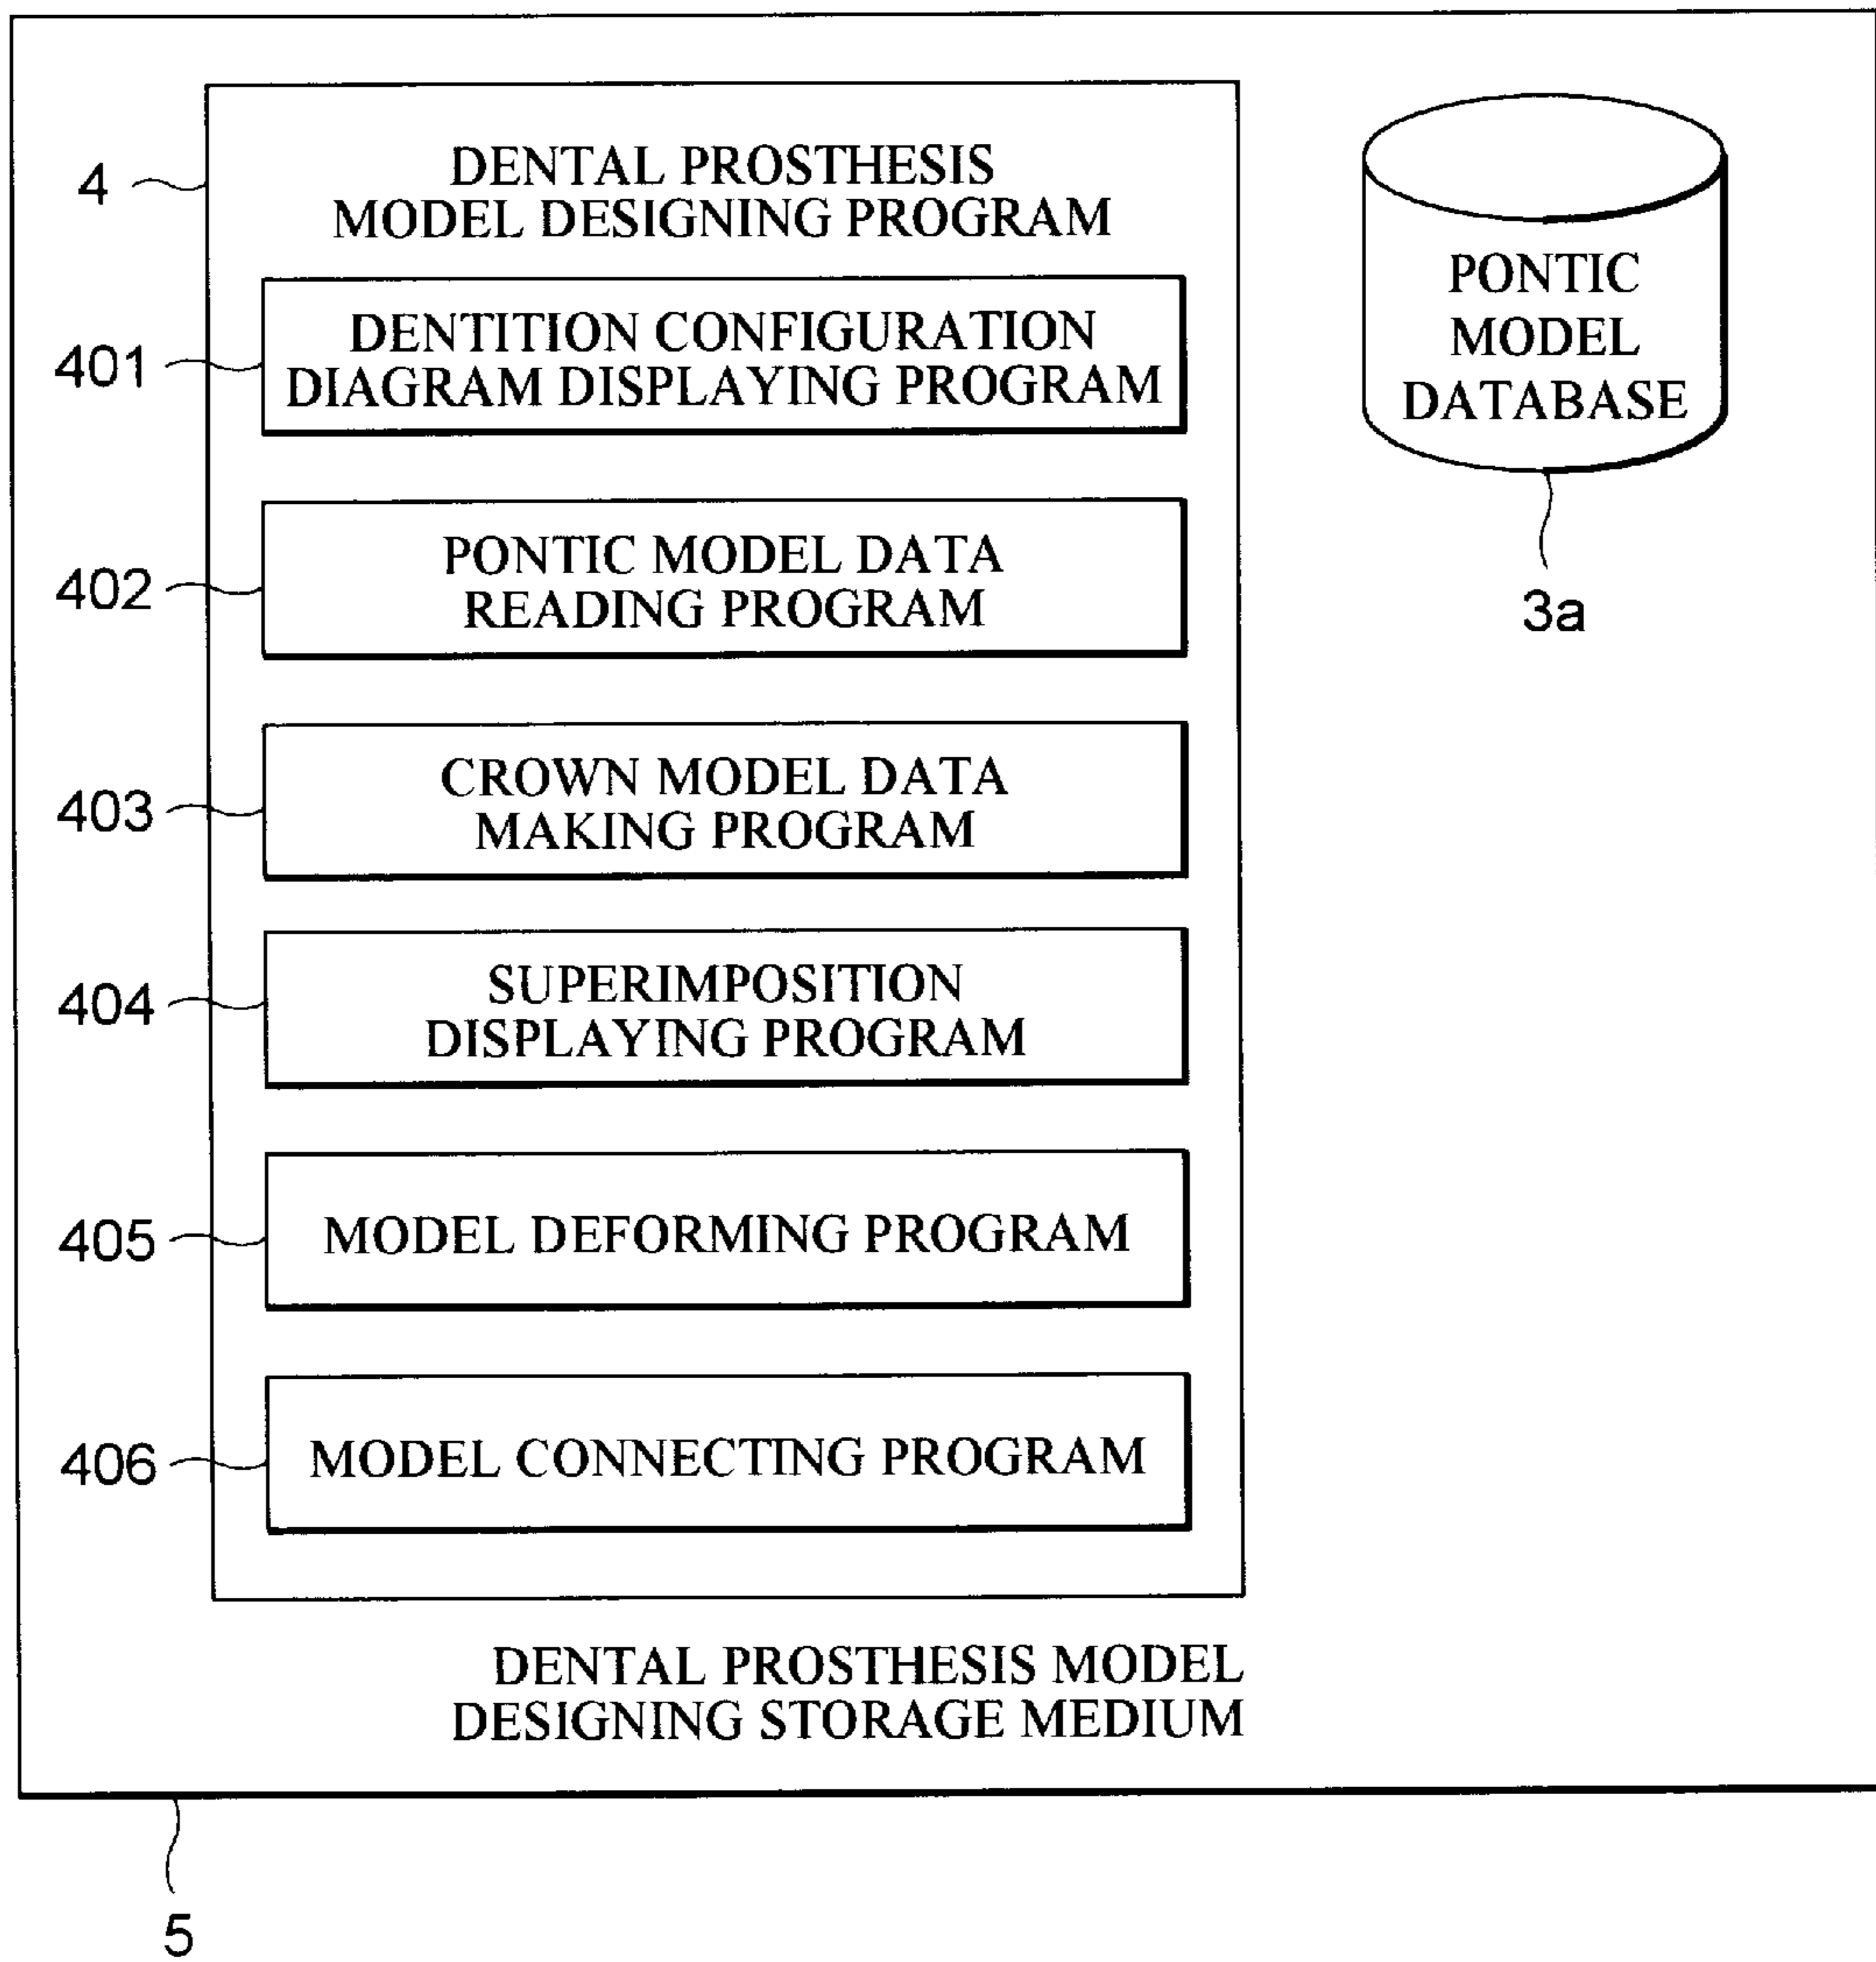 4
DENTAL PROSTHESIS
MODEL DESIGNING PROGRAM
401
DENTITION CONFIGURATION
DIAGRAM DISPLAYING PROGRAM
402
PONTIC MODEL DATA
READING PROGRAM
403
CROWN MODEL DATA
MAKING PROGRAM
404
SUPERIMPOSITION
DISPLAYING PROGRAM
405
MODEL DEFORMING PROGRAM
406
MODEL CONNECTING PROGRAM
PONTIC
MODEL
DATABASE
3a
DENTAL PROSTHESIS MODEL
DESIGNING STORAGE MEDIUM
5